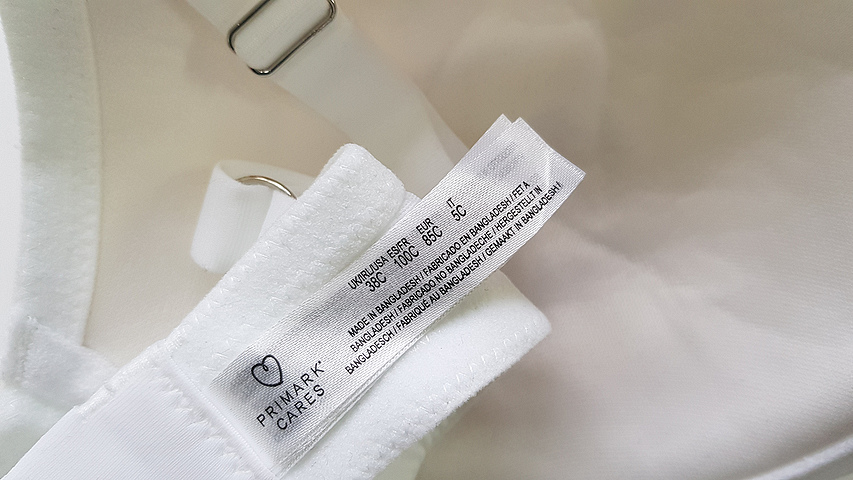 UK/IRL/USA ES/FR EUR IT
38C 100C 85C 5C
MADE IN BANGLADESH / FABRICADO EN BANGLADESH / FET A
BANGLADESH / FABRICADO NO BANGLADECHE / HERGESTELLT IN
BANGLADESCH / FABRIQUÉ AU BANGLADESH / GEMAAKT IN BANGLADESH /
PRIMARK®
CARES